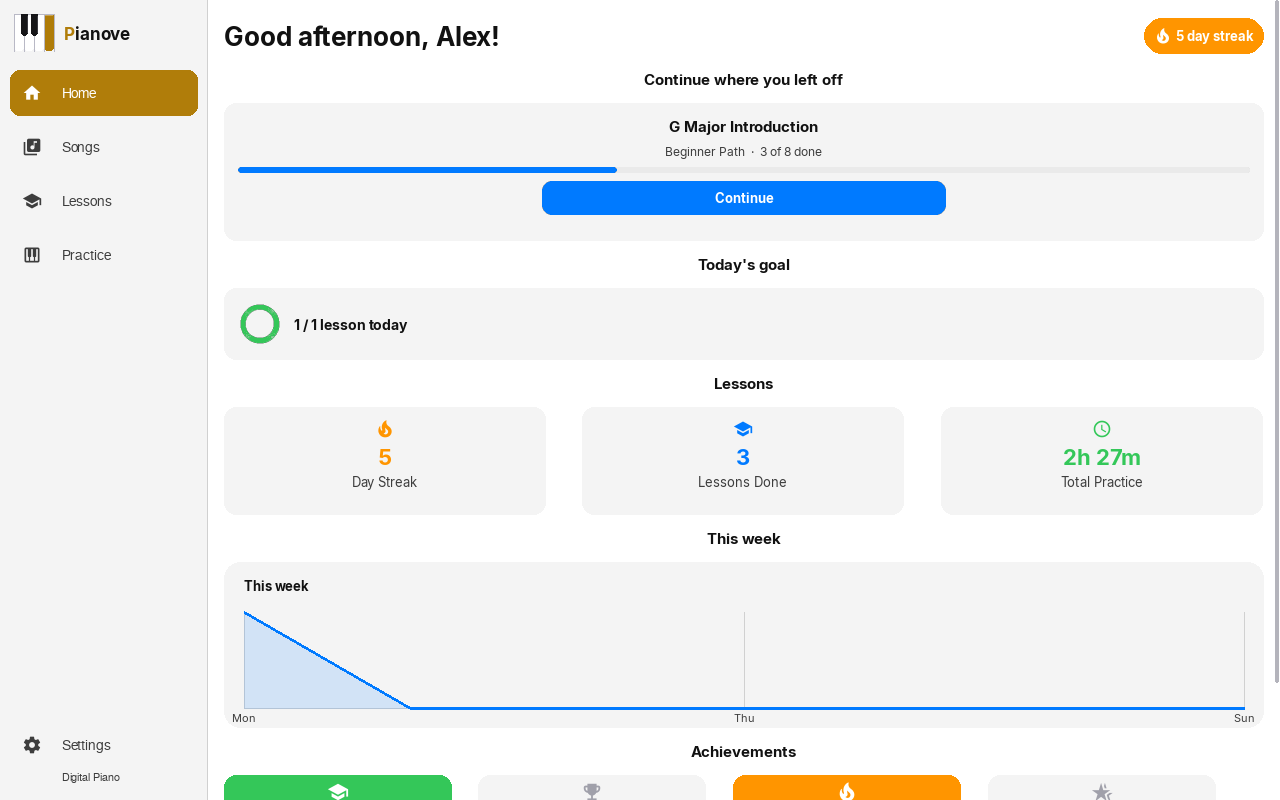 Pianove
Home
Songs
Lessons
Practice
Settings
Digital Piano
Good afternoon, Alex!
5 day streak
Continue where you left off
G Major Introduction
Beginner Path · 3 of 8 done
Continue
Today's goal
1 / 1 lesson today
Lessons
5
Day Streak
3
Lessons Done
2h 27m
Total Practice
This week
This week
Mon Thu Sun
Achievements